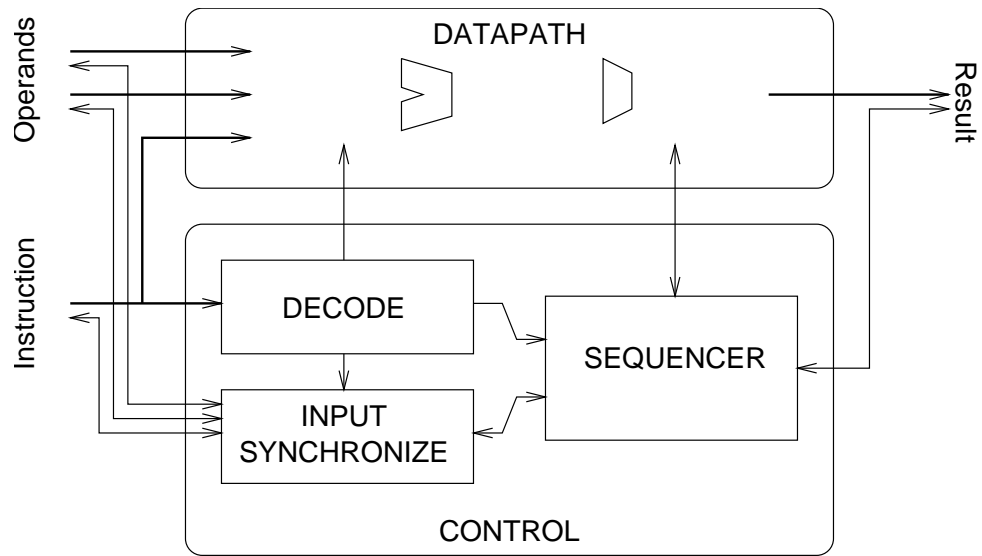 DATAPATH
Operands
Result
Instruction
DECODE
SEQUENCER
INPUT
SYNCHRONIZE
CONTROL